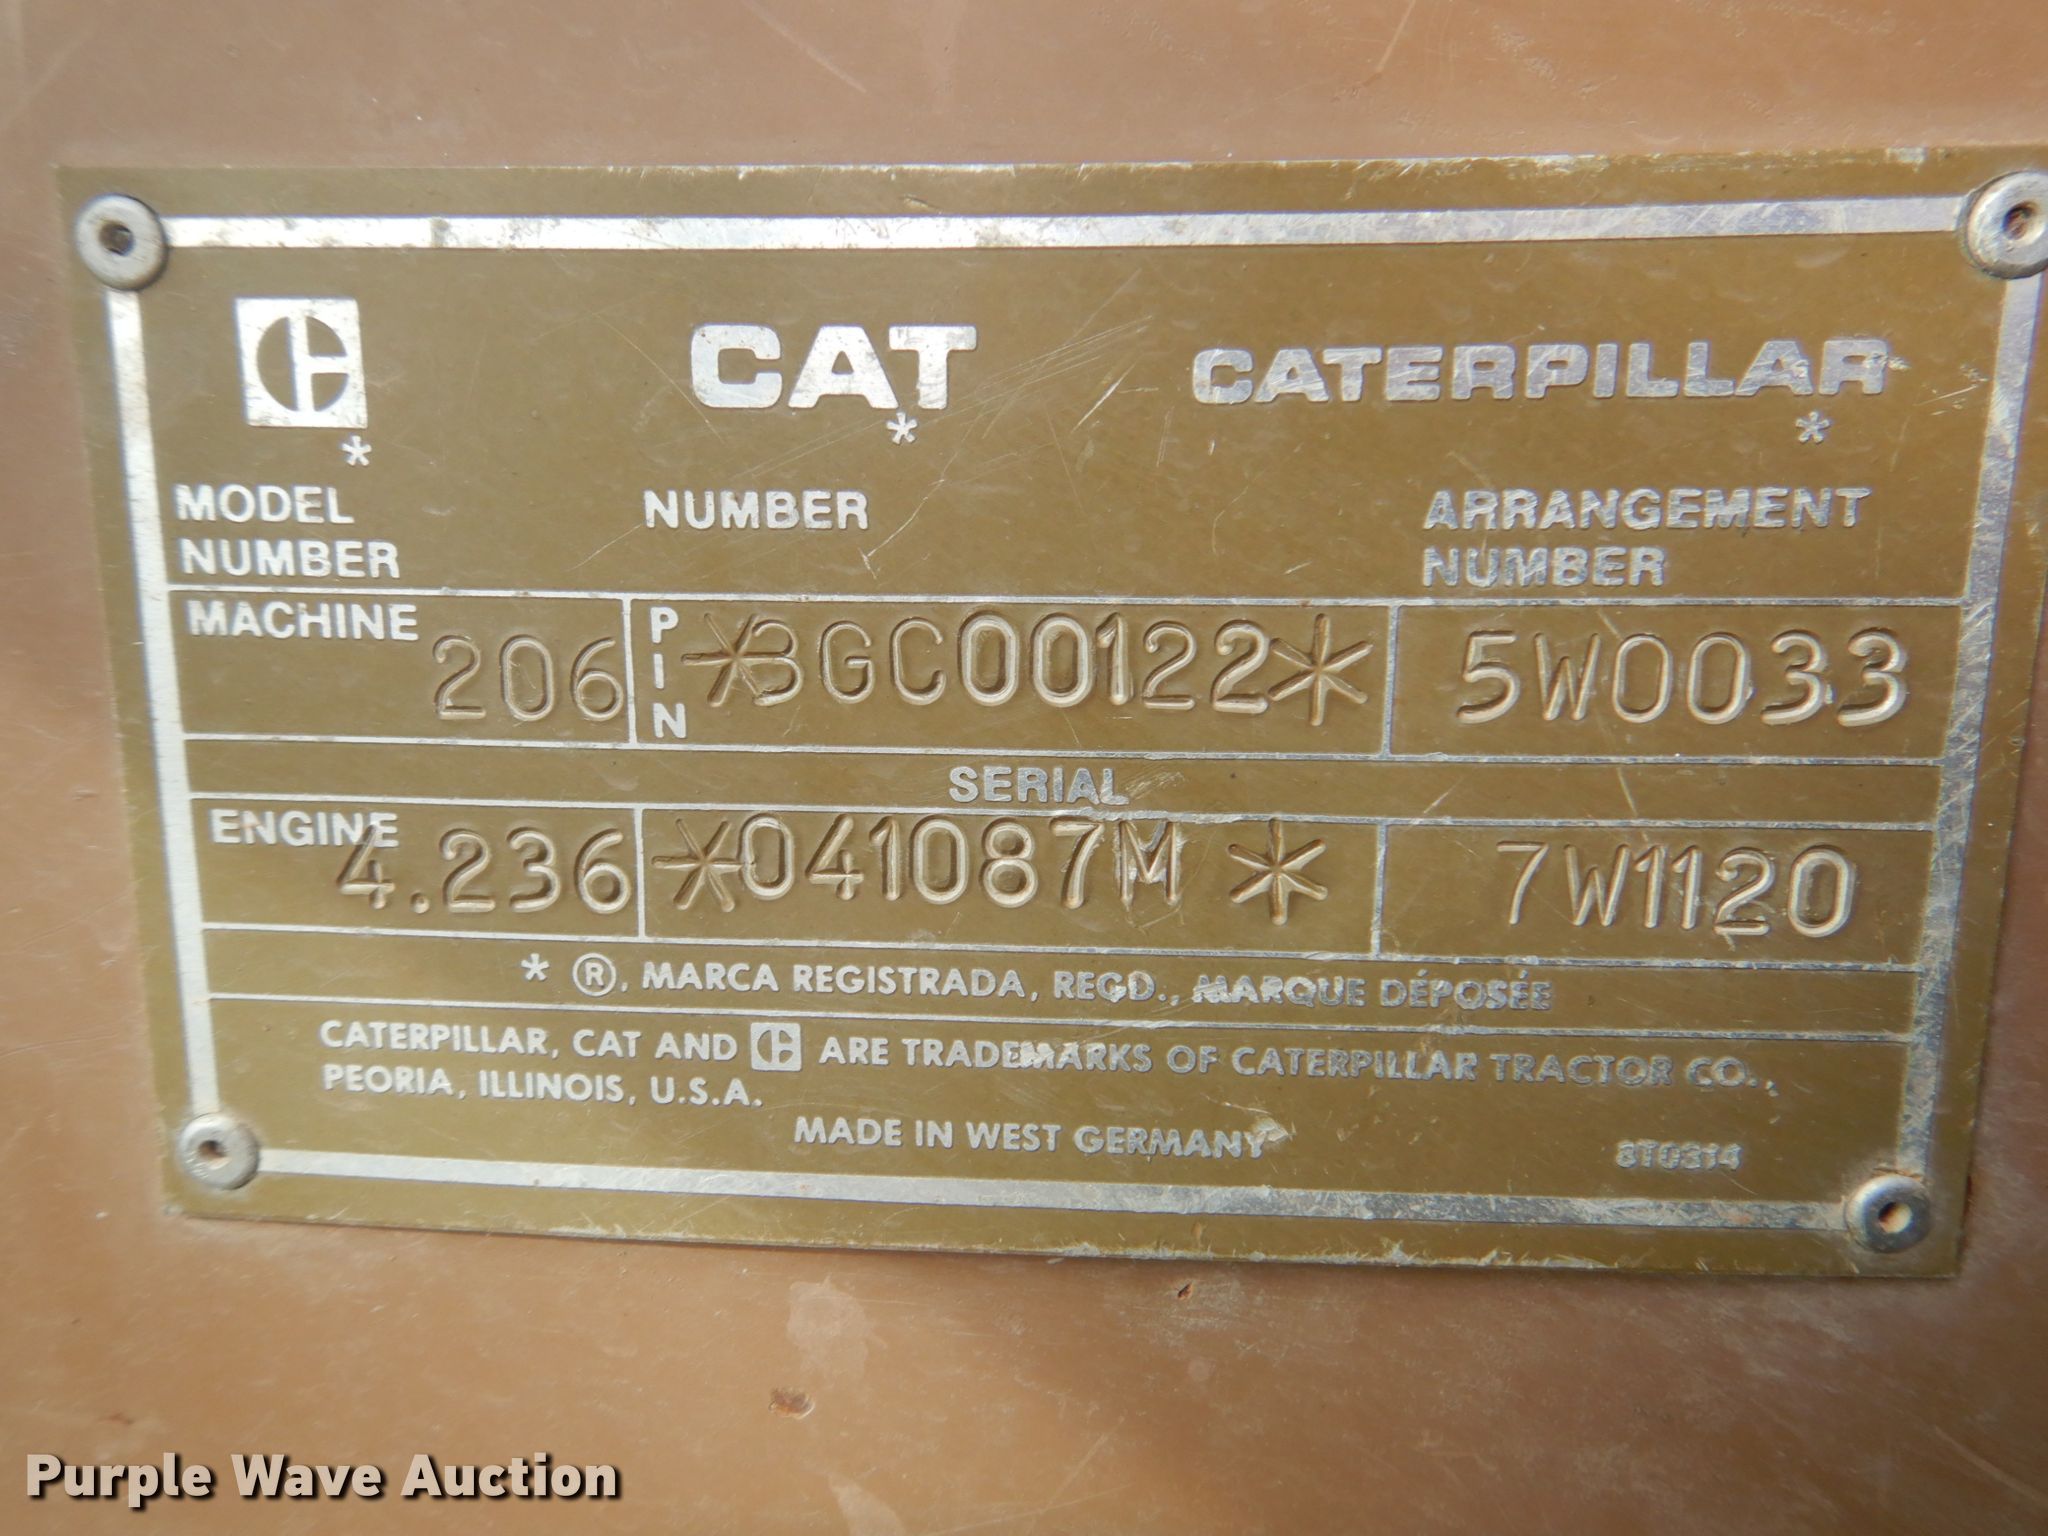 CAT CATERPILLAR
* * *
MODEL NUMBER NUMBER ARRANGEMENT NUMBER
MACHINE 206 PIN *3GC00122* 5W0033
SERIAL
ENGINE 4.236 *041087M * 7W1120
* ®, MARCA REGISTRADA, REGD., MARQUE DÉPOSÉE
CATERPILLAR, CAT AND C ARE TRADEMARKS OF CATERPILLAR TRACTOR CO.,
PEORIA, ILLINOIS, U.S.A.
MADE IN WEST GERMANY 8T0314
Purple Wave Auction